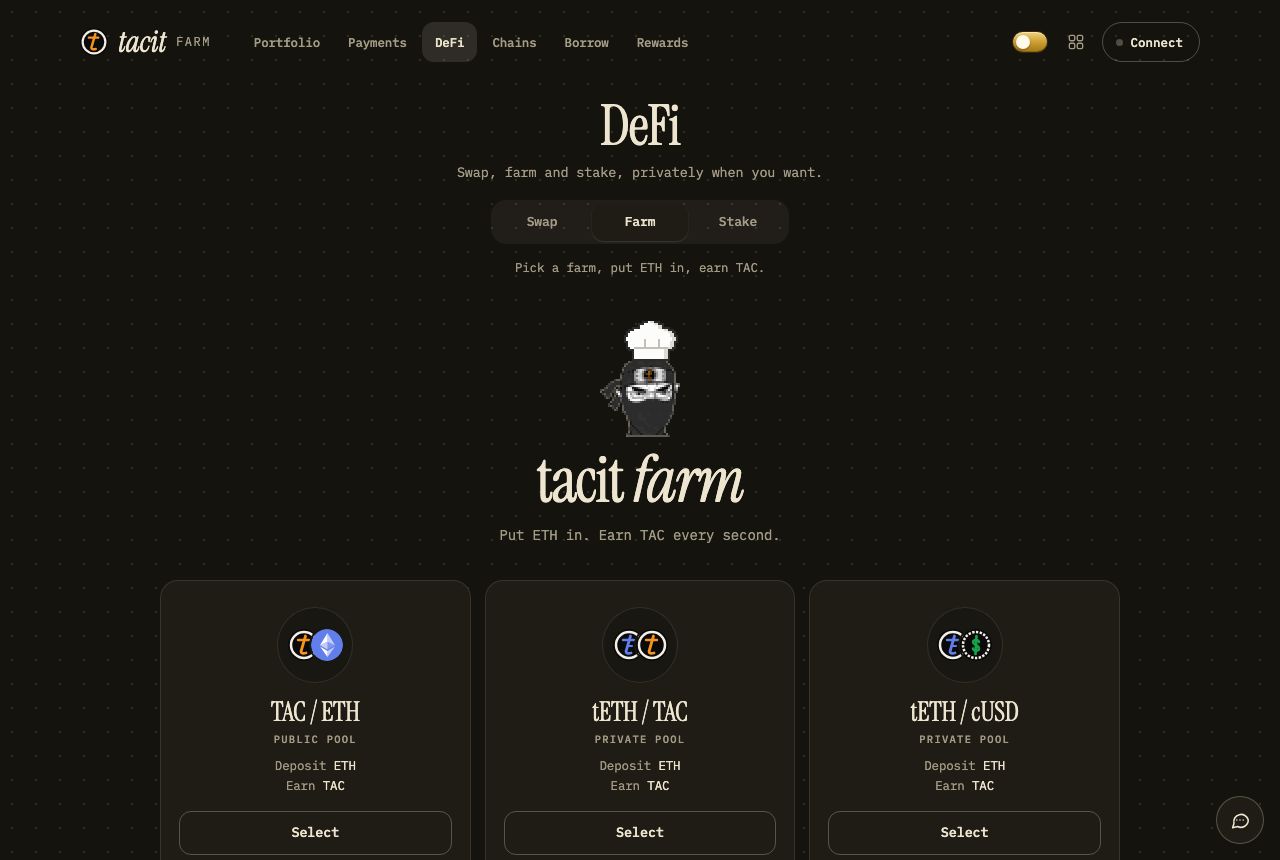 tacit FARM
Portfolio Payments DeFi Chains Borrow Rewards
Connect
DeFi
Swap, farm and stake, privately when you want.
Swap Farm Stake
Pick a farm, put ETH in, earn TAC.
tacit farm
Put ETH in. Earn TAC every second.
TAC / ETH
PUBLIC POOL
Deposit ETH
Earn TAC
Select
tETH / TAC
PRIVATE POOL
Deposit ETH
Earn TAC
Select
tETH / cUSD
PRIVATE POOL
Deposit ETH
Earn TAC
Select